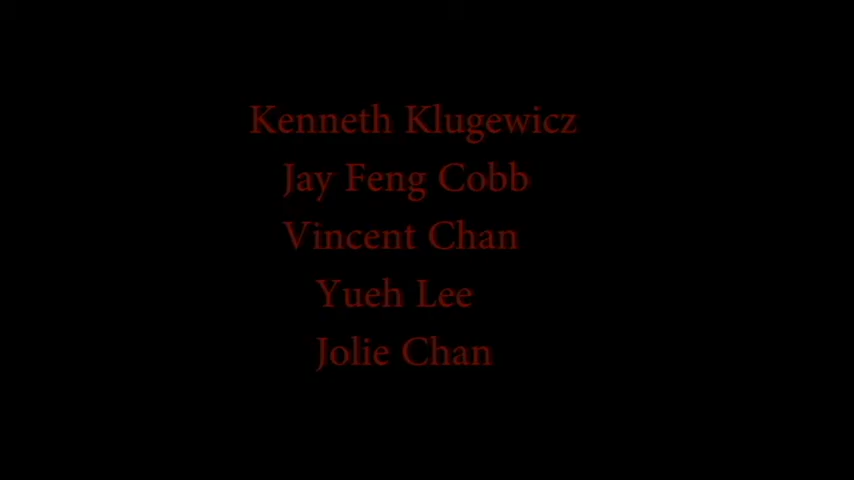 Kenneth Klugewicz
Jay Feng Cobb
Vincent Chan
Yueh Lee
Jolie Chan